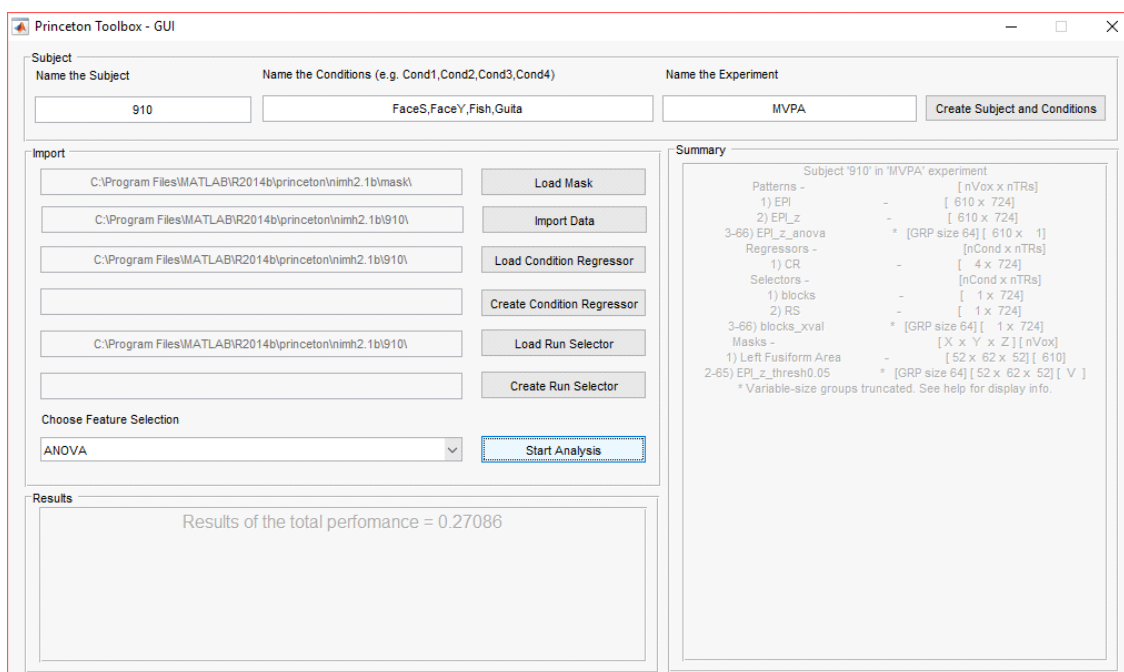 Princeton Toolbox - GUI
Subject
Name the Subject
Name the Conditions (e.g. Cond1,Cond2,Cond3,Cond4)
Name the Experiment
910
FaceS,FaceY,Fish,Guita
MVPA
Create Subject and Conditions
Import
C:\Program Files\MATLAB\R2014b\princeton\nimh2.1b\mask\
Load Mask
C:\Program Files\MATLAB\R2014b\princeton\nimh2.1b\910\
Import Data
C:\Program Files\MATLAB\R2014b\princeton\nimh2.1b\910\
Load Condition Regressor
Create Condition Regressor
C:\Program Files\MATLAB\R2014b\princeton\nimh2.1b\910\
Load Run Selector
Create Run Selector
Choose Feature Selection
ANOVA
Start Analysis
Results
Results of the total perfomance = 0.27086
Summary
Subject '910' in 'MVPA' experiment
Patterns - [ nVox x nTRs]
1) EPI - [ 610 x 724]
2) EPI_z - [ 610 x 724]
3-66) EPI_z_anova * [GRP size 64] [ 610 x 1]
Regressors - [nCond x nTRs]
1) CR - [ 4 x 724]
Selectors - [nCond x nTRs]
1) blocks - [ 1 x 724]
2) RS - [ 1 x 724]
3-66) blocks_xval * [GRP size 64] [ 1 x 724]
Masks - [ X x Y x Z ] [ nVox]
1) Left Fusiform Area - [ 52 x 62 x 52] [ 610]
2-65) EPI_z_thresh0.05 * [GRP size 64] [ 52 x 62 x 52] [ V ]
* Variable-size groups truncated. See help for display info.